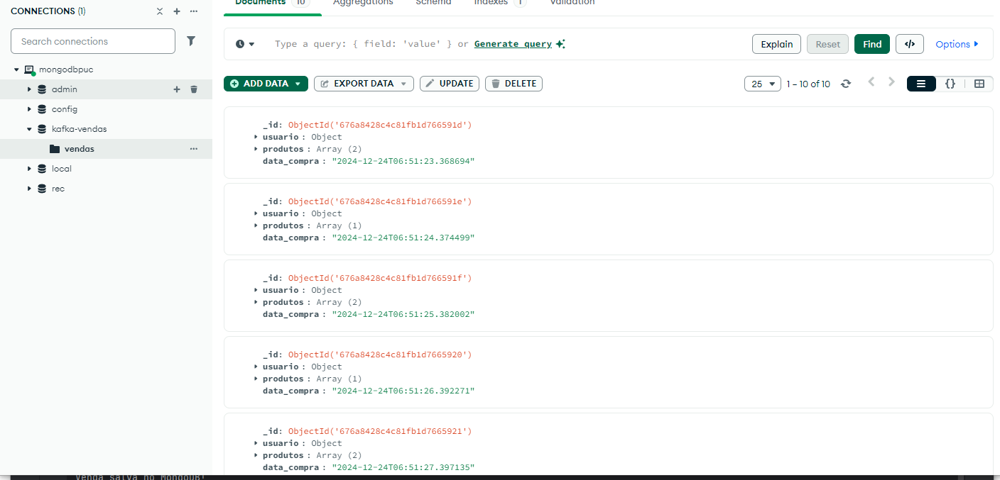 CONNECTIONS (1)
Search connections
mongodbpuc
admin
config
kafka-vendas
vendas
local
rec
Documents 10 Aggregations Schema Indexes 1 Validation
Type a query: { field: 'value' } or Generate query
Explain Reset Find </> Options
ADD DATA EXPORT DATA UPDATE DELETE
25 1 – 10 of 10 {}
_id: ObjectId('676a8428c4c81fb1d766591d')
usuario : Object
produtos : Array (2)
data_compra : "2024-12-24T06:51:23.368694"
_id: ObjectId('676a8428c4c81fb1d766591e')
usuario : Object
produtos : Array (1)
data_compra : "2024-12-24T06:51:24.374499"
_id: ObjectId('676a8428c4c81fb1d766591f')
usuario : Object
produtos : Array (2)
data_compra : "2024-12-24T06:51:25.382002"
_id: ObjectId('676a8428c4c81fb1d7665920')
usuario : Object
produtos : Array (1)
data_compra : "2024-12-24T06:51:26.392271"
_id: ObjectId('676a8428c4c81fb1d7665921')
usuario : Object
produtos : Array (2)
data_compra : "2024-12-24T06:51:27.397135"
Venda salva no MongoDB!